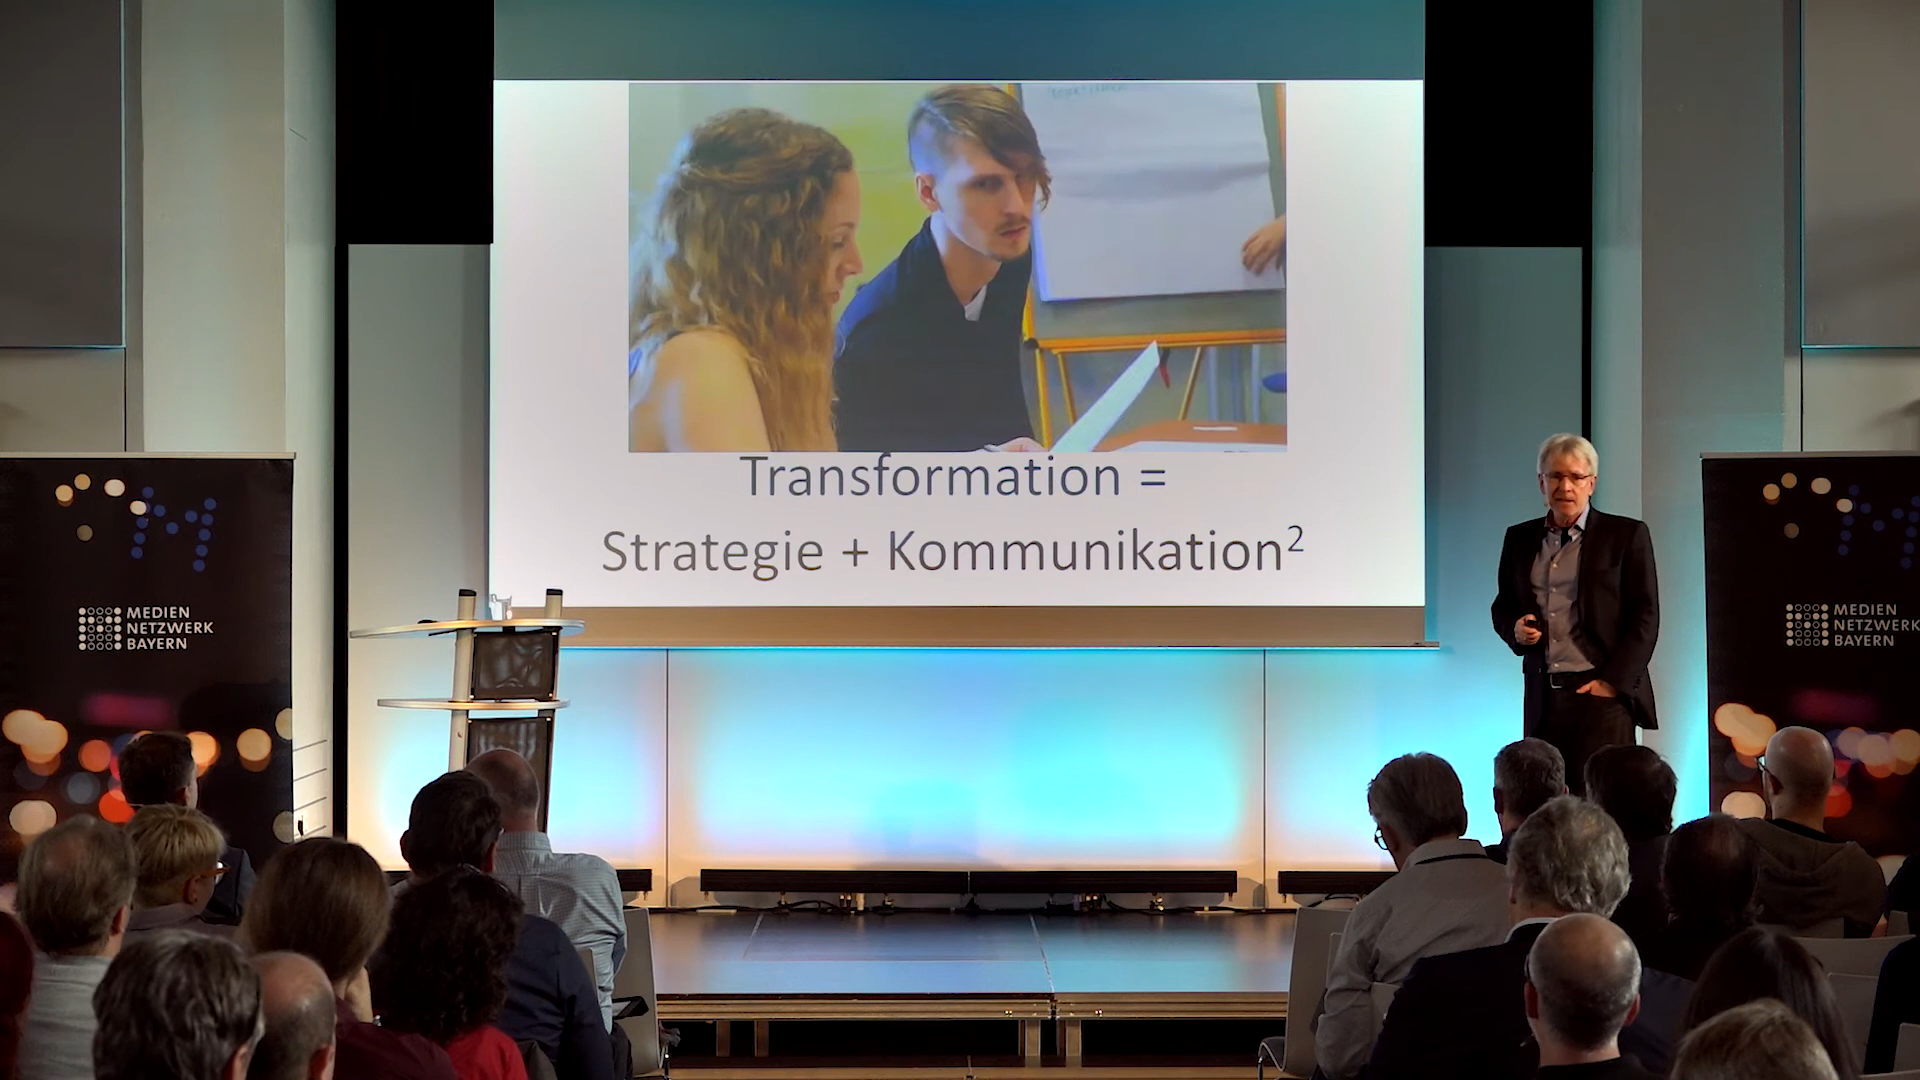 Transformation =
Strategie + Kommunikation²
MEDIEN
NETZWERK
BAYERN
MEDIEN
NETZWERK
BAYERN